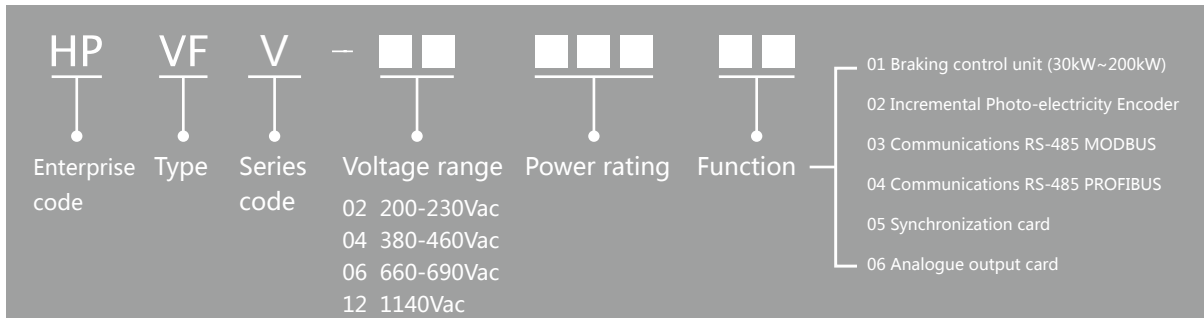 HP VF V –
Enterprise code
Type
Series code
Voltage range
02 200-230Vac
04 380-460Vac
06 660-690Vac
12 1140Vac
Power rating
Function
01 Braking control unit (30kW~200kW)
02 Incremental Photo-electricity Encoder
03 Communications RS-485 MODBUS
04 Communications RS-485 PROFIBUS
05 Synchronization card
06 Analogue output card